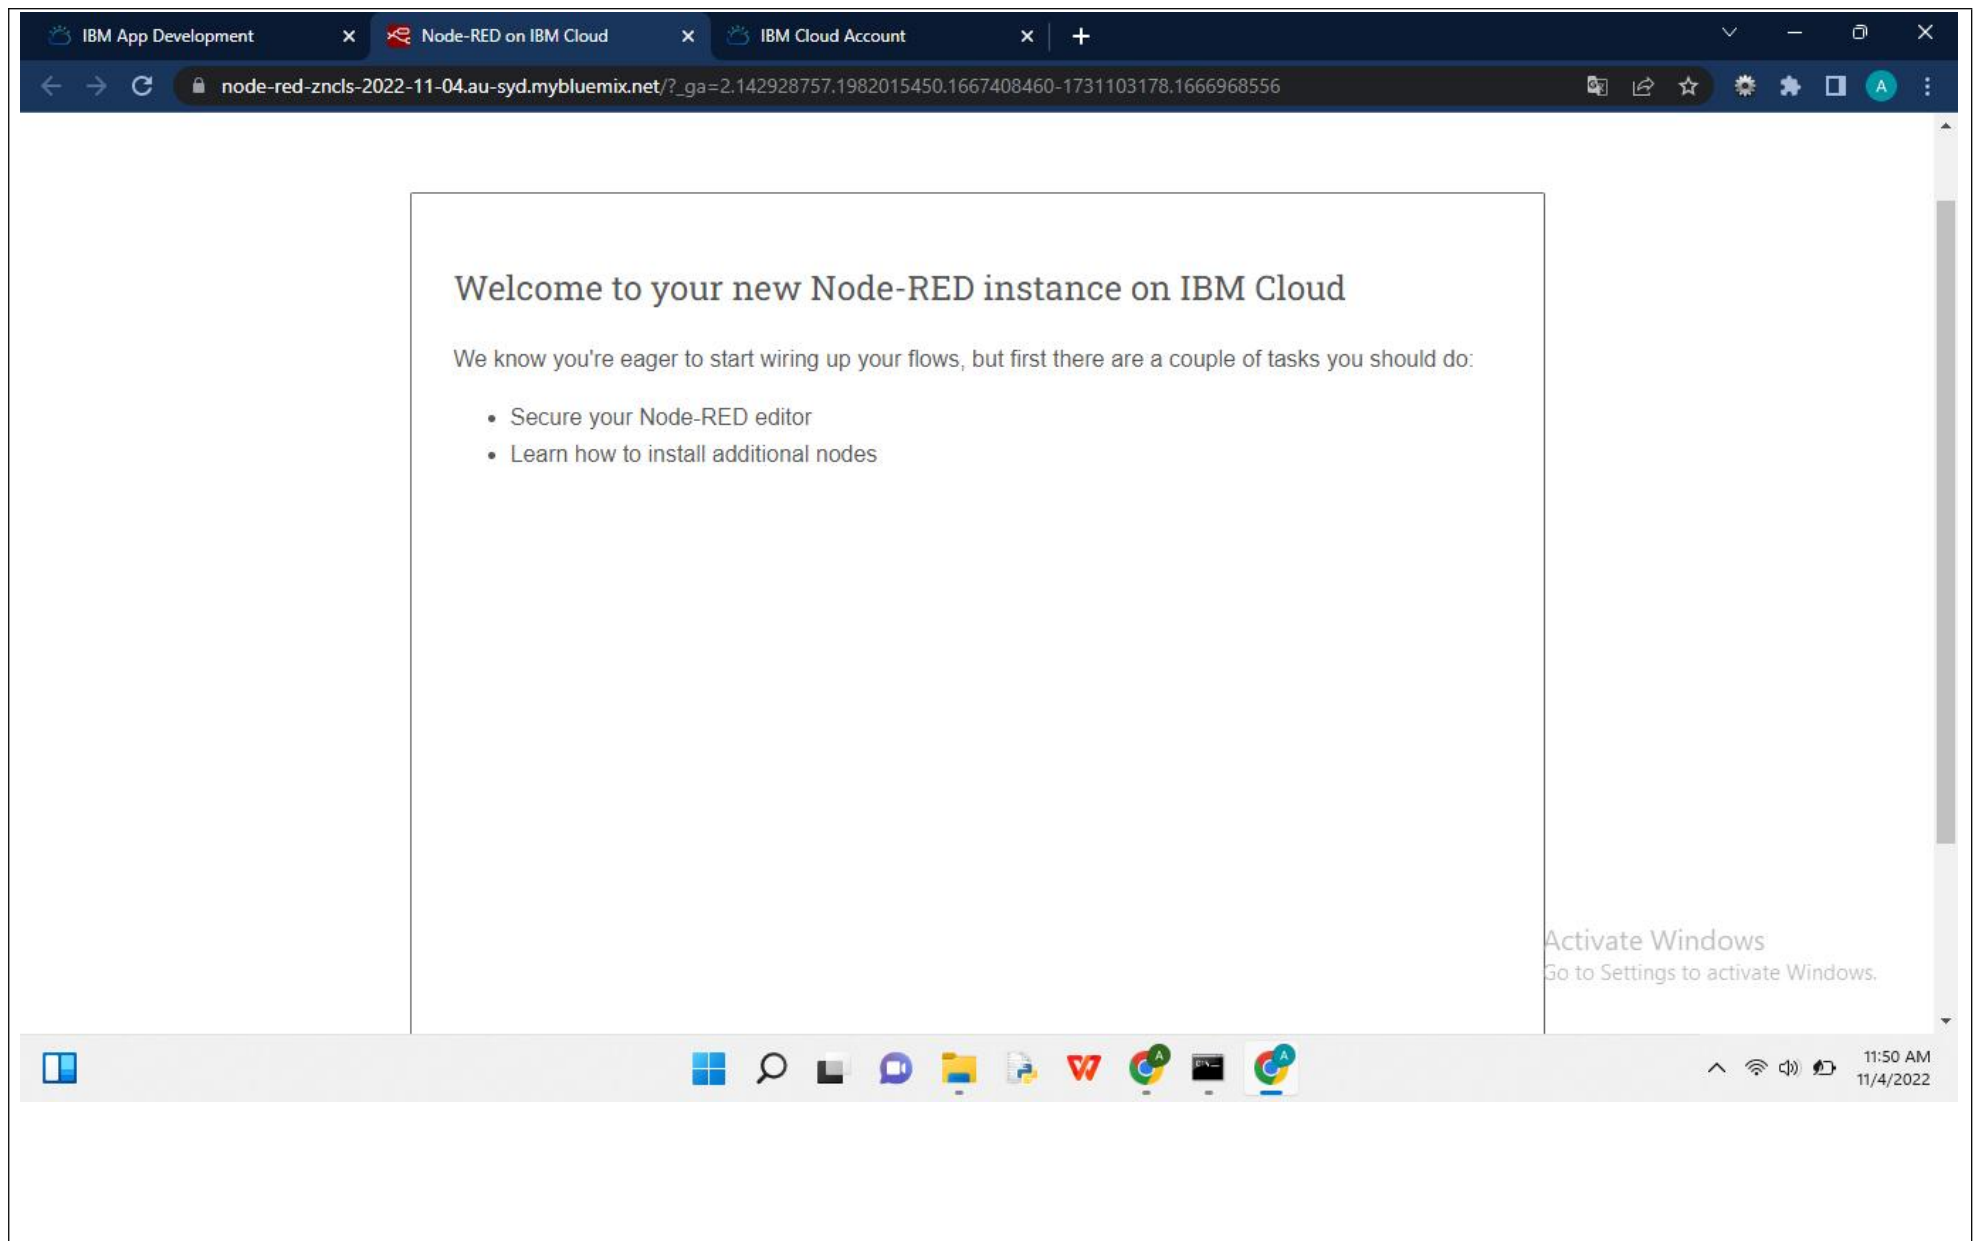 IBM App Development
Node-RED on IBM Cloud
IBM Cloud Account
node-red-zncls-2022-11-04.au-syd.mybluemix.net/?_ga=2.142928757.1982015450.1667408460-1731103178.1666968556
A
Welcome to your new Node-RED instance on IBM Cloud
We know you're eager to start wiring up your flows, but first there are a couple of tasks you should do:
• Secure your Node-RED editor
• Learn how to install additional nodes
Activate Windows
Go to Settings to activate Windows.
A
A
11:50 AM
11/4/2022